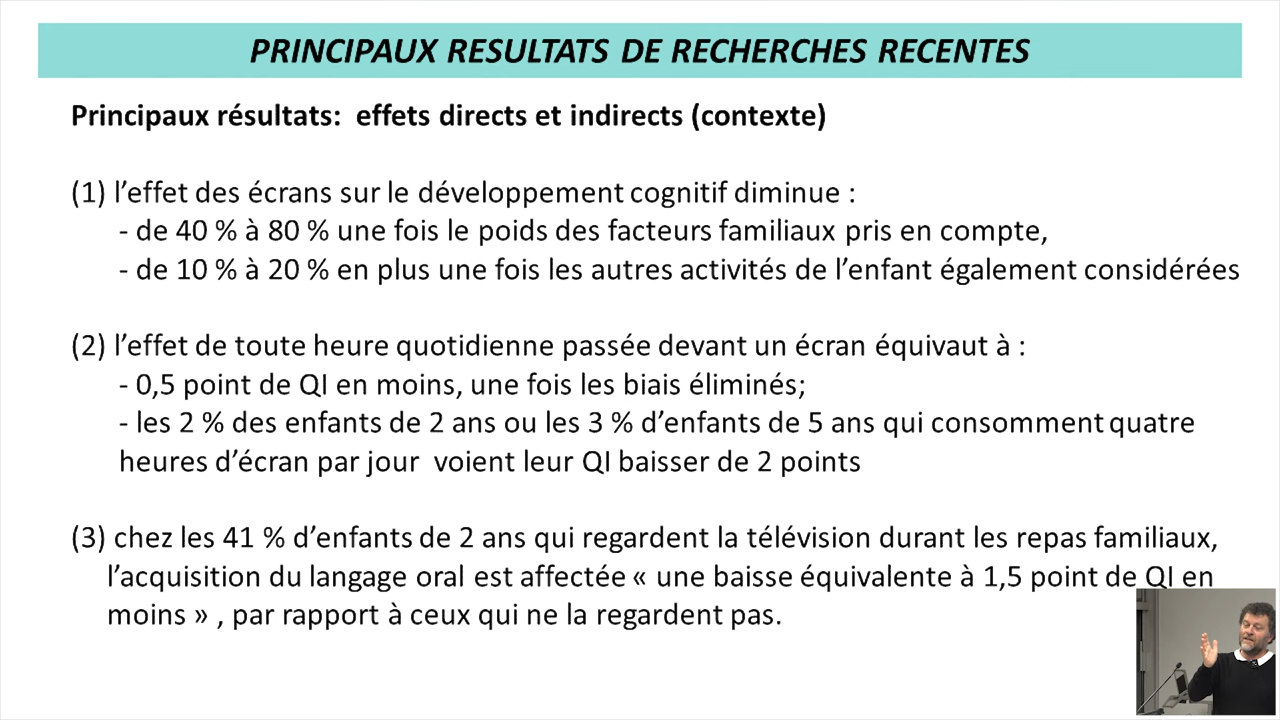 PRINCIPAUX RESULTATS DE RECHERCHES RECENTES
Principaux résultats: effets directs et indirects (contexte)
(1) l’effet des écrans sur le développement cognitif diminue :
- de 40 % à 80 % une fois le poids des facteurs familiaux pris en compte,
- de 10 % à 20 % en plus une fois les autres activités de l’enfant également considérées
(2) l’effet de toute heure quotidienne passée devant un écran équivaut à :
- 0,5 point de QI en moins, une fois les biais éliminés;
- les 2 % des enfants de 2 ans ou les 3 % d’enfants de 5 ans qui consomment quatre
heures d’écran par jour voient leur QI baisser de 2 points
(3) chez les 41 % d’enfants de 2 ans qui regardent la télévision durant les repas familiaux,
l’acquisition du langage oral est affectée « une baisse équivalente à 1,5 point de QI en
moins » , par rapport à ceux qui ne la regardent pas.